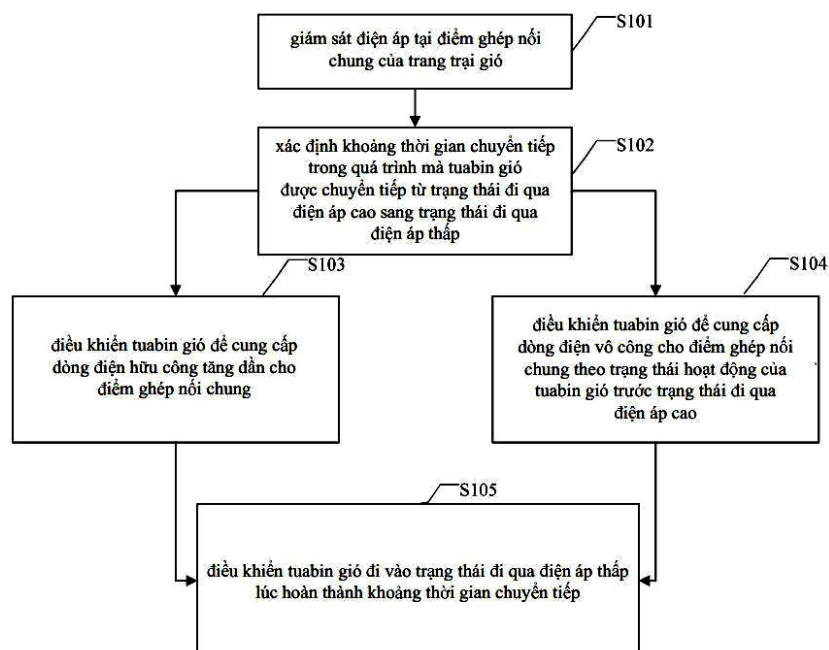 S101
giám sát điện áp tại điểm ghép nối
chung của trang trại gió
S102
xác định khoảng thời gian chuyển tiếp
trong quá trình mà tuabin gió
được chuyển tiếp từ trạng thái đi qua
điện áp cao sang trạng thái đi qua
điện áp thấp
S103
điều khiển tuabin gió để cung cấp
dòng điện hữu công tăng dần cho
điểm ghép nối chung
S104
điều khiển tuabin gió để cung cấp
dòng điện vô công cho điểm ghép nối
chung theo trạng thái hoạt động của
tuabin gió trước trạng thái đi qua
điện áp cao
S105
điều khiển tuabin gió đi vào trạng thái đi qua điện áp thấp
lúc hoàn thành khoảng thời gian chuyển tiếp